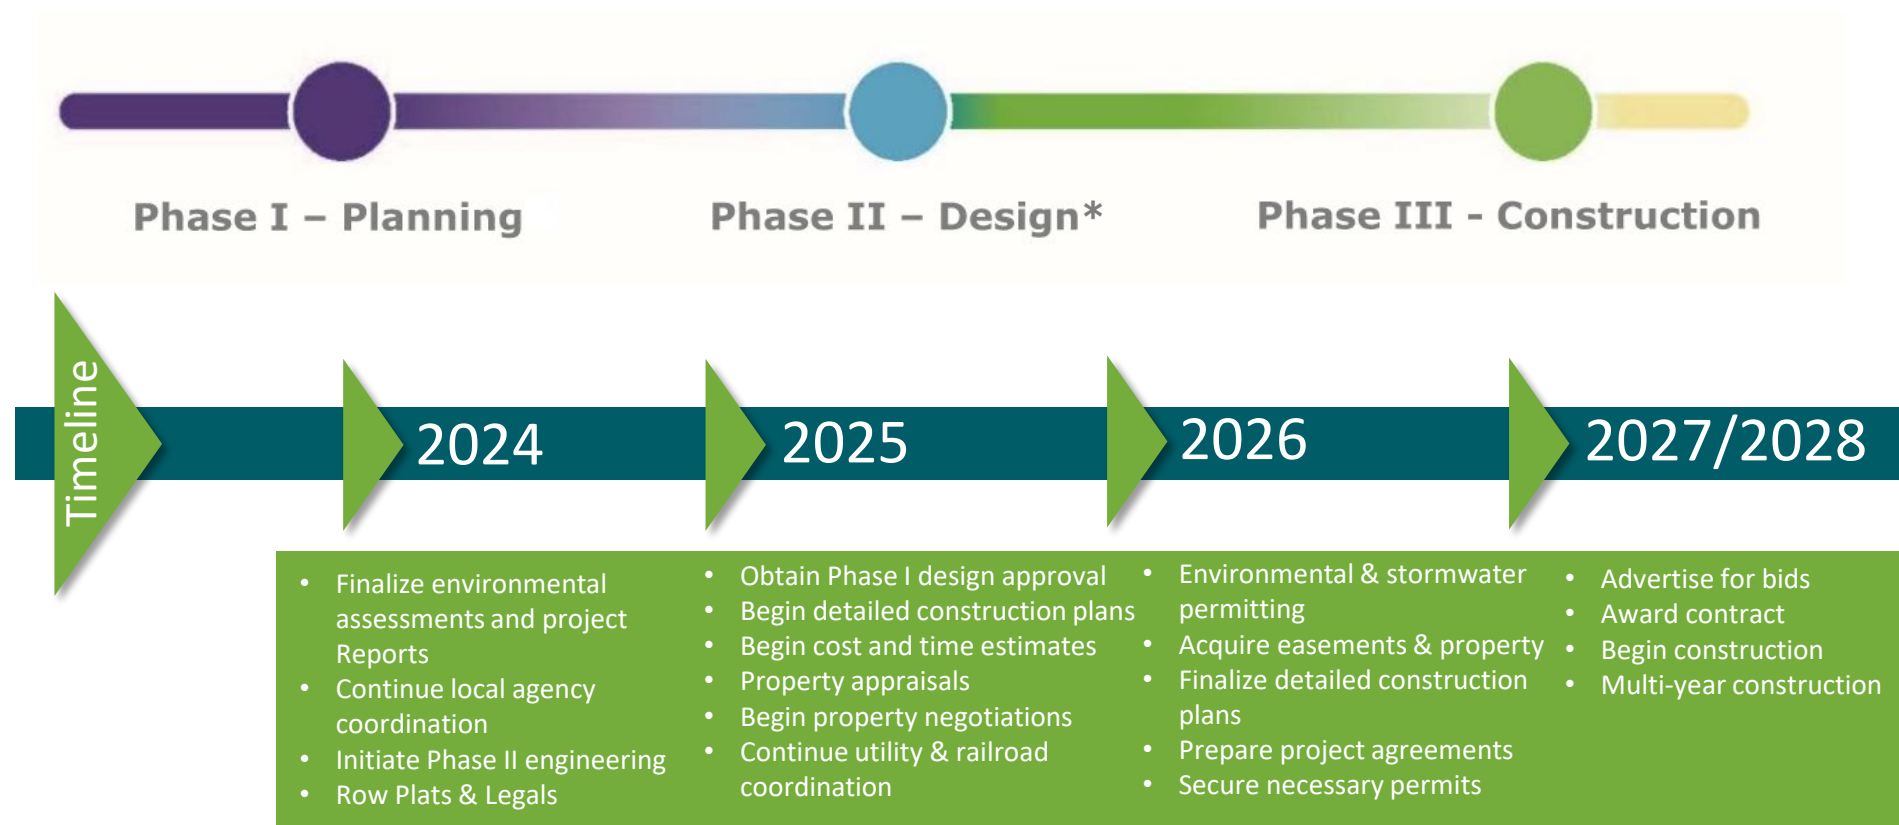 Phase I – Planning
Phase II – Design*
Phase III - Construction
Timeline
2024
2025
2026
2027/2028
• Finalize environmental
assessments and project
Reports
• Continue local agency
coordination
• Initiate Phase II engineering
• Row Plats & Legals
• Obtain Phase I design approval
• Begin detailed construction plans
• Begin cost and time estimates
• Property appraisals
• Begin property negotiations
• Continue utility & railroad
coordination
• Environmental & stormwater
permitting
• Acquire easements & property
• Finalize detailed construction
plans
• Prepare project agreements
• Secure necessary permits
• Advertise for bids
• Award contract
• Begin construction
• Multi-year construction